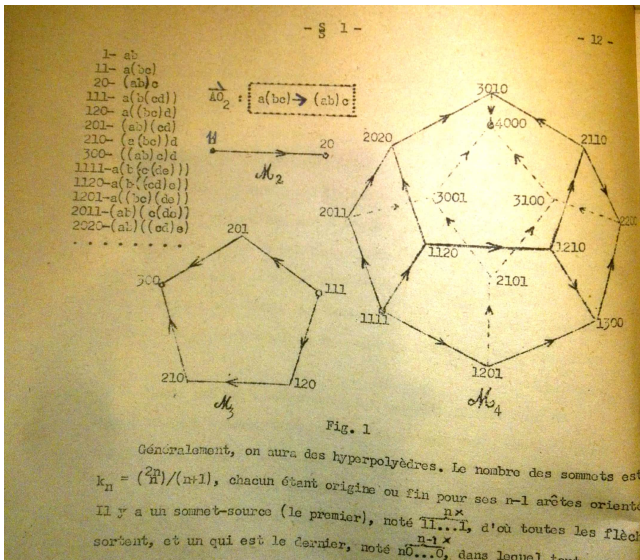 - § 1 -
- 12 -
1- ab
11- a(bc)
20- (ab)c
111- a(b(cd))
120- a((bc)d)
201- (ab)(cd)
210- (a(bc))d
300- ((ab)c)d
1111-a(b(c(de)))
1120-a(b((cd)e))
1201-a((bc)(de))
2011-(ab)(c(de))
2020-(ab)((cd)e)
. . . . . . . .
AO₂ : a(bc) → (ab)c
11 20
M₂
3010
4000
2020 2110
3001 3100
2011 2200
1120 1210
2101
1111 1300
1201
M₄
201
300 111
210 120
M₃
Fig. 1
Généralement, on aura des hyperpolyèdres. Le nombre des sommets est
kₙ = (2n n)/(n+1), chacun étant origine ou fin pour ses n-1 arêtes
Il y a un sommet-source (le premier), noté 11...1, d'où toutes les
n ×
sortent, et un qui est le dernier, noté n0...0, dans lequel
n-1 ×